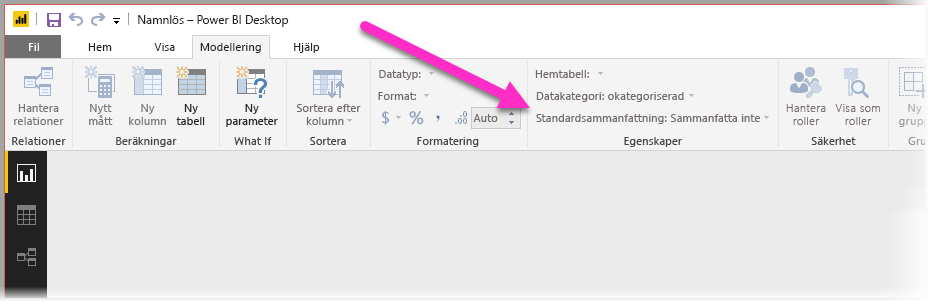 Namnlös – Power BI Desktop
Fil Hem Visa Modellering Hjälp
Hantera relationer
Nytt mått
Ny kolumn
Ny tabell
Ny parameter
Sortera efter kolumn
Datatyp:
Format:
$ % , .00 Auto
Hemtabell:
Datakategori: okategoriserad
Standardsammanfattning: Sammanfatta inte
Hantera roller
Visa som roller
Ny
Relationer Beräkningar What If Sortera Formatering Egenskaper Säkerhet